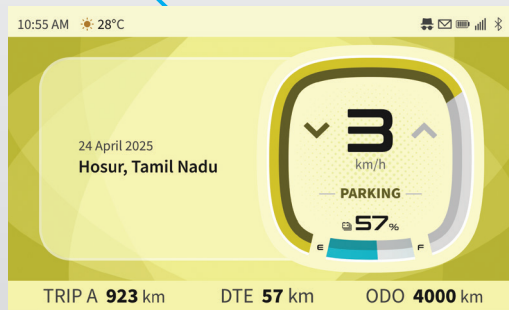 10:55 AM 28°C
24 April 2025
Hosur, Tamil Nadu
3
km/h
PARKING
57%
E F
TRIP A 923 km DTE 57 km ODO 4000 km